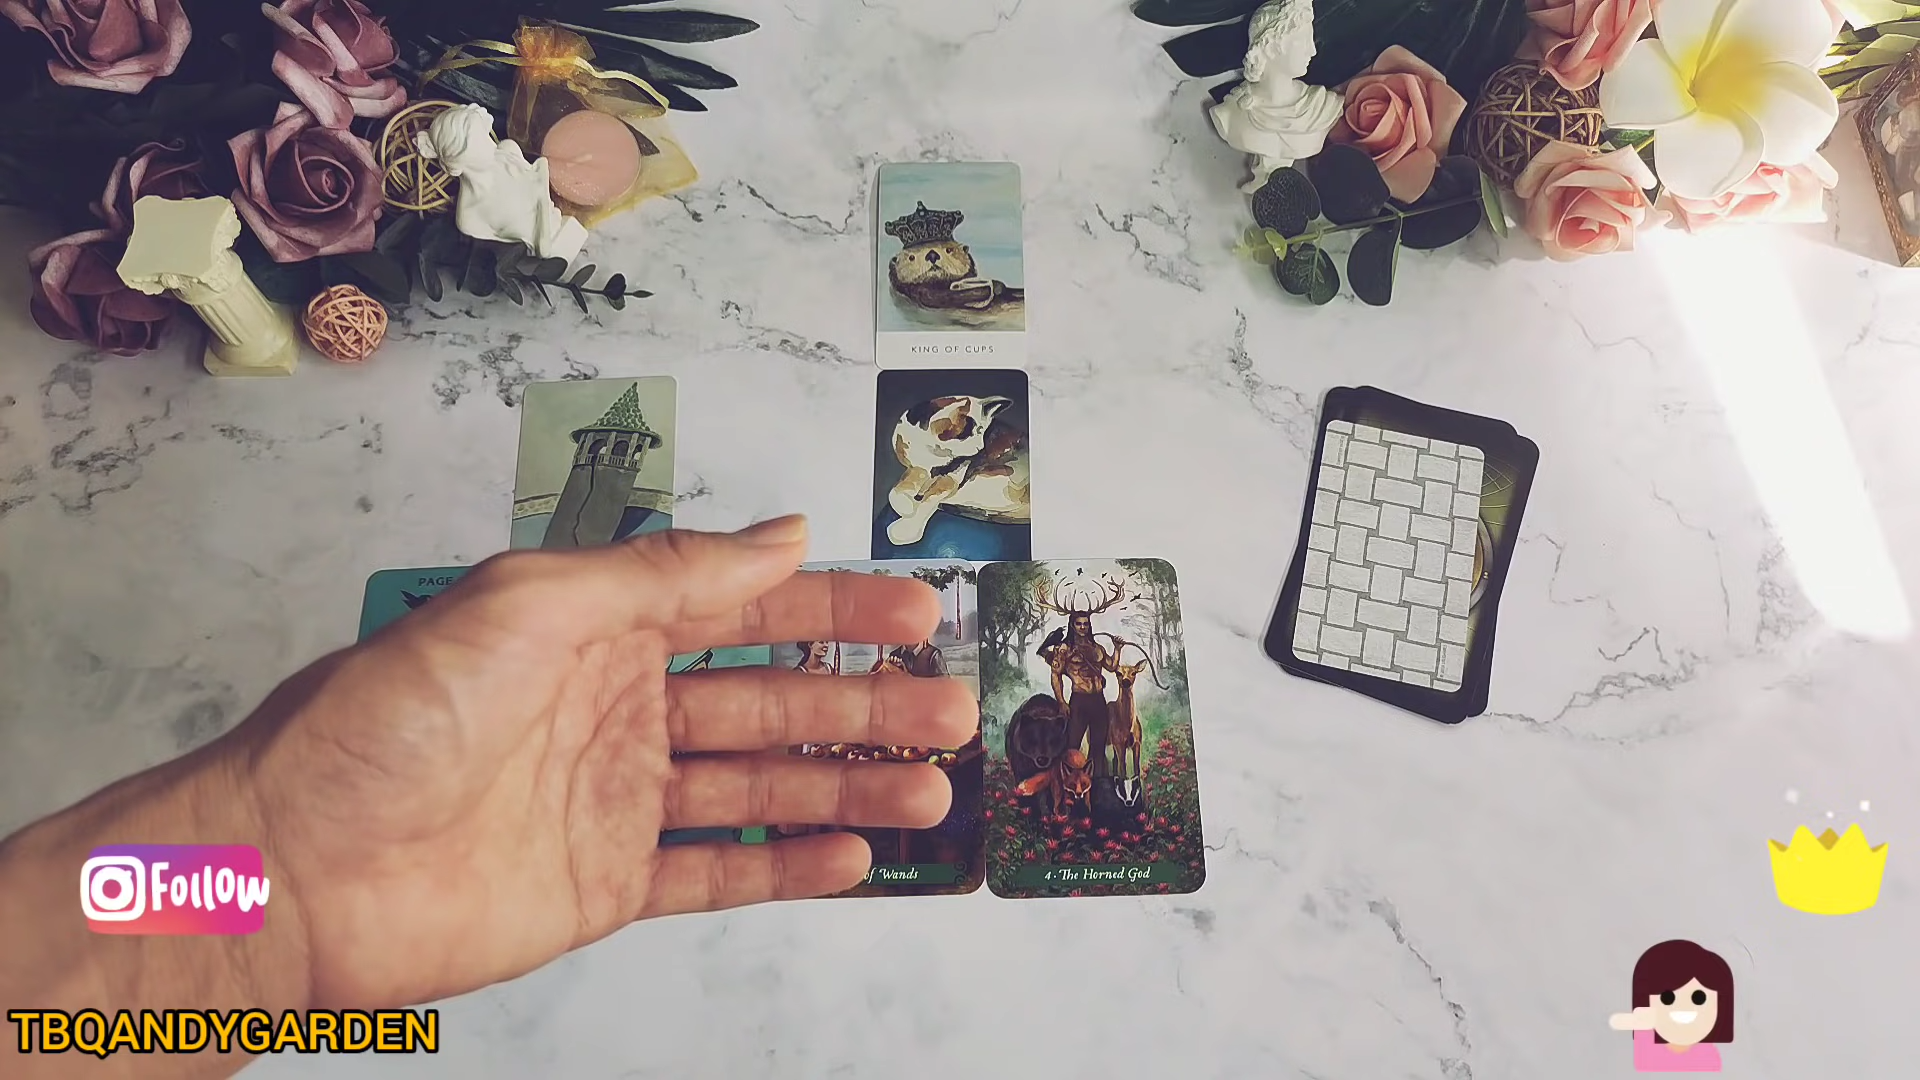 KING OF CUPS
PAGE
of Wands
4 · The Horned God
Follow
TBQANDYGARDEN